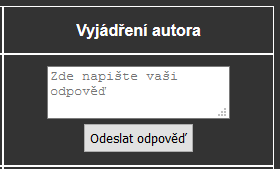 Vyjádření autora
Zde napište vaši
odpověď
Odeslat odpověď